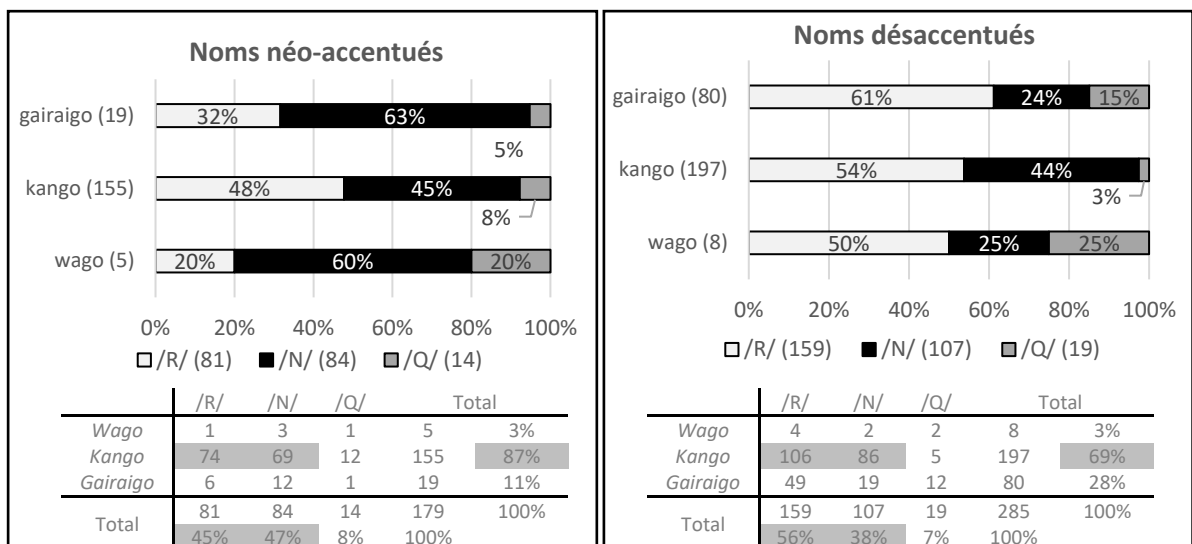 Noms néo-accentués
gairaigo (19) 32% 63%
5%
kango (155) 48% 45%
8%
wago (5) 20% 60% 20%
0% 20% 40% 60% 80% 100%
/R/ (81) /N/ (84) /Q/ (14)
/R/ /N/ /Q/ Total
Wago 1 3 1 5 3%
Kango 74 69 12 155 87%
Gairaigo 6 12 1 19 11%
Total 81 84 14 179 100%
45% 47% 8% 100%
Noms désaccentués
gairaigo (80) 61% 24% 15%
kango (197) 54% 44%
3%
wago (8) 50% 25% 25%
0% 20% 40% 60% 80% 100%
/R/ (159) /N/ (107) /Q/ (19)
/R/ /N/ /Q/ Total
Wago 4 2 2 8 3%
Kango 106 86 5 197 69%
Gairaigo 49 19 12 80 28%
Total 159 107 19 285 100%
56% 38% 7% 100%